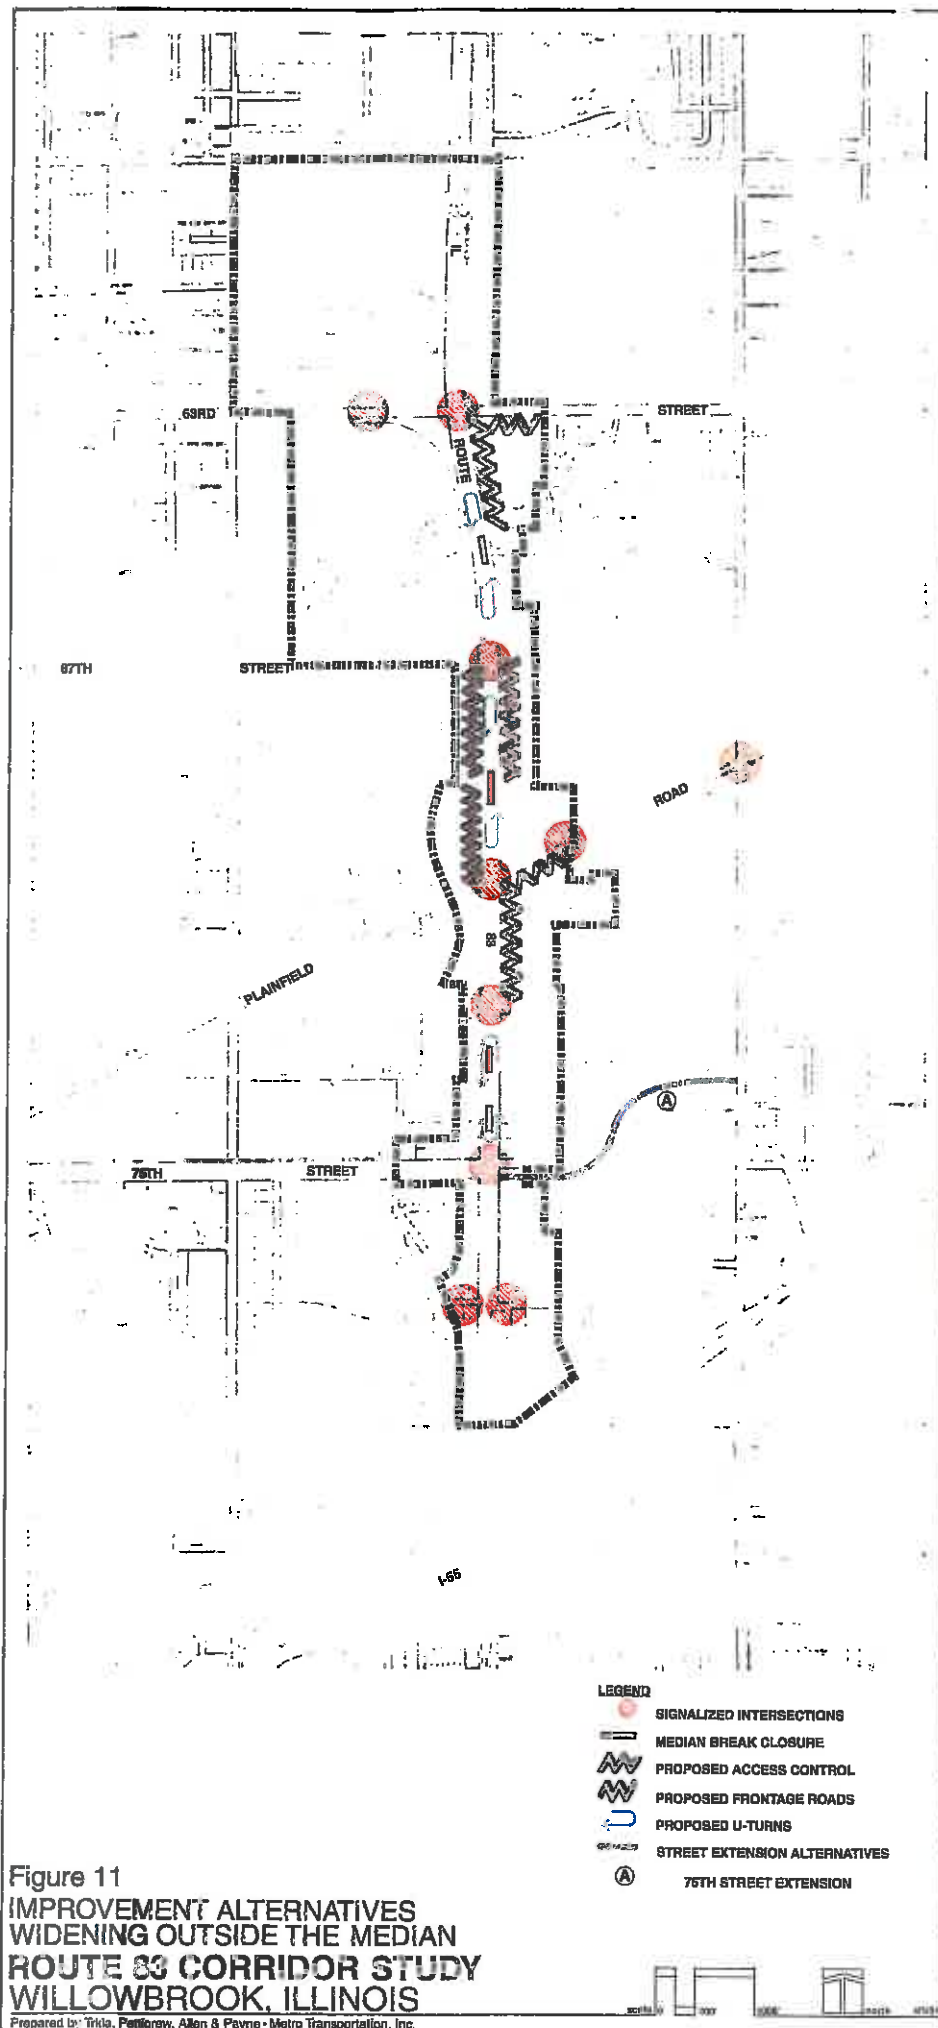 IL
63RD
STREET
ROUTE
67TH
STREET
ROAD
83
PLAINFIELD
A
75TH
STREET
I-55
LEGEND
SIGNALIZED INTERSECTIONS
MEDIAN BREAK CLOSURE
PROPOSED ACCESS CONTROL
PROPOSED FRONTAGE ROADS
PROPOSED U-TURNS
STREET EXTENSION ALTERNATIVES
A 75TH STREET EXTENSION
Figure 11
IMPROVEMENT ALTERNATIVES
WIDENING OUTSIDE THE MEDIAN
ROUTE 83 CORRIDOR STUDY
WILLOWBROOK, ILLINOIS
Prepared by: Trkla, Pettigrew, Allen & Payne • Metro Transportation, Inc.
north